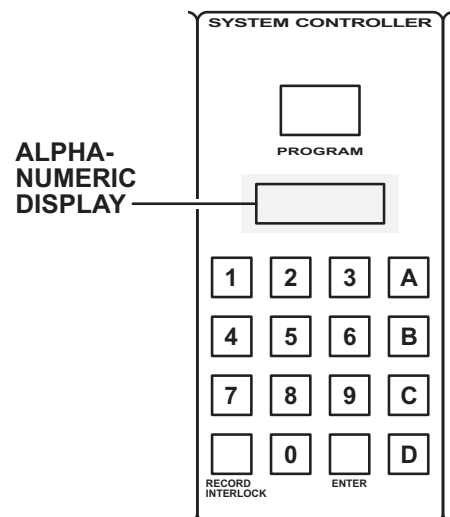 SYSTEM CONTROLLER
PROGRAM
ALPHA-
NUMERIC
DISPLAY
1 2 3 A
4 5 6 B
7 8 9 C
0 D
RECORD
INTERLOCK
ENTER